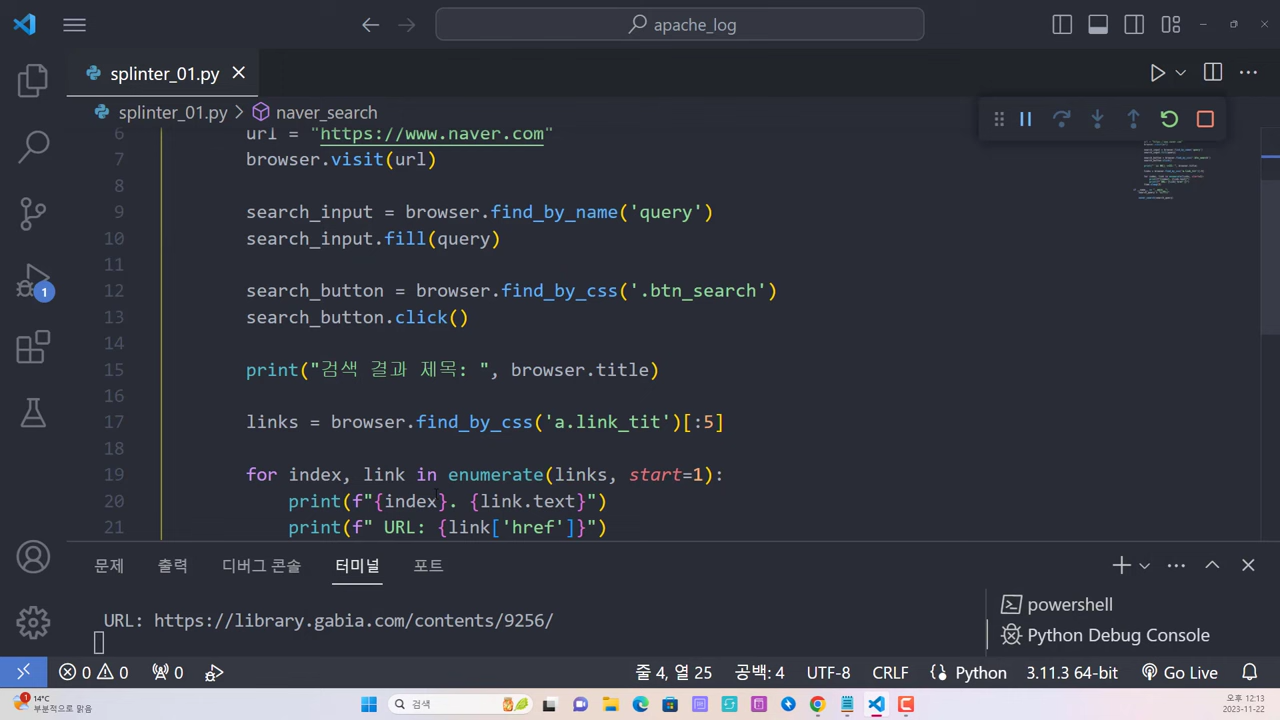 apache_log
splinter_01.py
splinter_01.py > naver_search
6 url = "https://www.naver.com"
7 browser.visit(url)
8
9 search_input = browser.find_by_name('query')
10 search_input.fill(query)
11
12 search_button = browser.find_by_css('.btn_search')
13 search_button.click()
14
15 print("검색 결과 제목: ", browser.title)
16
17 links = browser.find_by_css('a.link_tit')[:5]
18
19 for index, link in enumerate(links, start=1):
20 print(f"{index}. {link.text}")
21 print(f" URL: {link['href']}")
1
문제 출력 디버그 콘솔 터미널 포트
URL: https://library.gabia.com/contents/9256/
powershell
Python Debug Console
0 0 0 줄 4, 열 25 공백: 4 UTF-8 CRLF Python 3.11.3 64-bit Go Live
1 14°C
부분적으로 맑음
검색
오후 12:13
2023-11-22